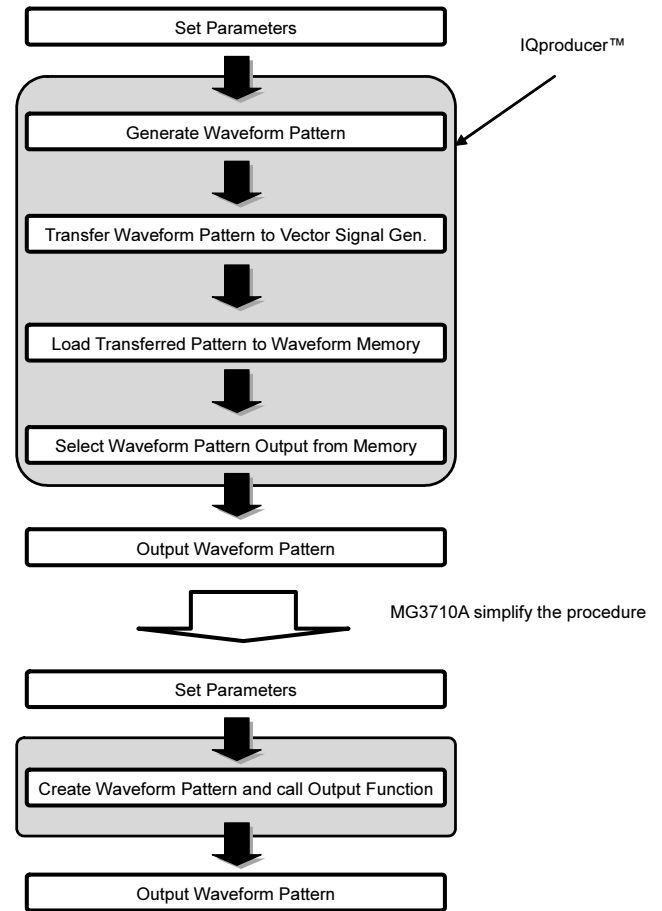 Set Parameters
IQproducer™
Generate Waveform Pattern
Transfer Waveform Pattern to Vector Signal Gen.
Load Transferred Pattern to Waveform Memory
Select Waveform Pattern Output from Memory
Output Waveform Pattern
MG3710A simplify the procedure
Set Parameters
Create Waveform Pattern and call Output Function
Output Waveform Pattern